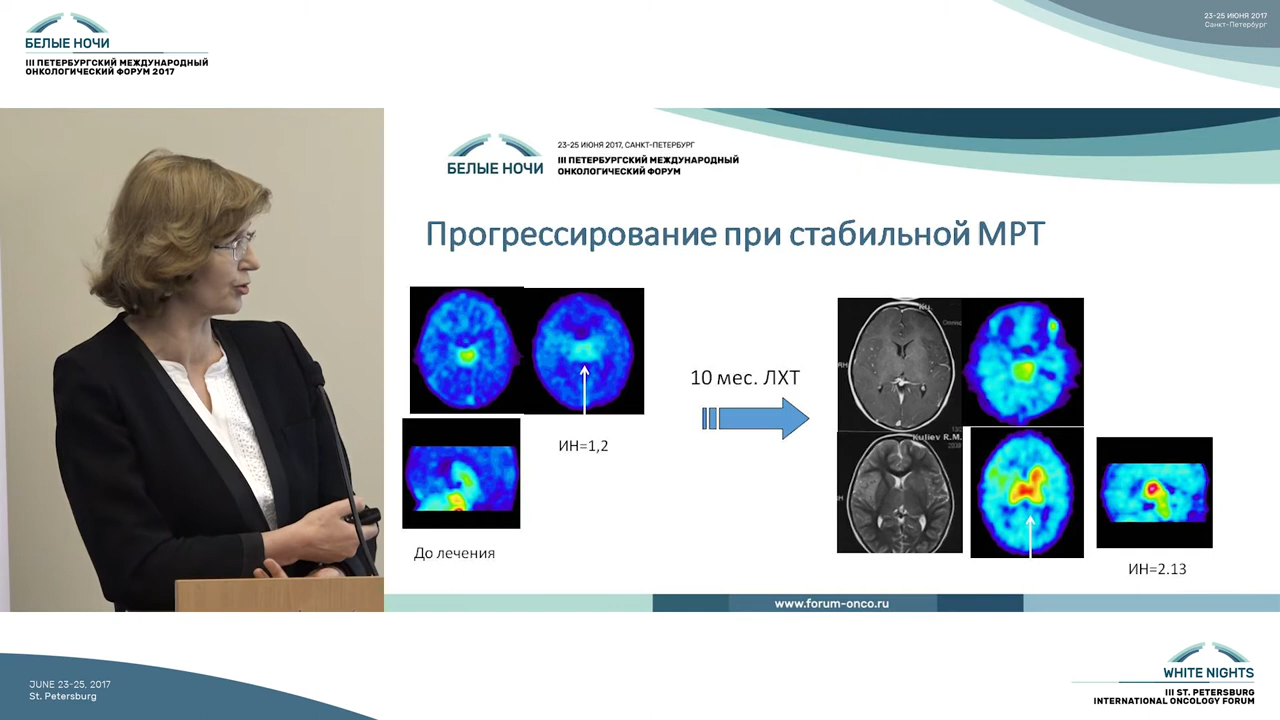 БЕЛЫЕ НОЧИ
III ПЕТЕРБУРГСКИЙ МЕЖДУНАРОДНЫЙ
ОНКОЛОГИЧЕСКИЙ ФОРУМ 2017
23-25 ИЮНЯ 2017
Санкт-Петербург
БЕЛЫЕ НОЧИ
23-25 ИЮНЯ 2017, САНКТ-ПЕТЕРБУРГ
III ПЕТЕРБУРГСКИЙ МЕЖДУНАРОДНЫЙ
ОНКОЛОГИЧЕСКИЙ ФОРУМ
Прогрессирование при стабильной МРТ
ИН=1,2
До лечения
10 мес. ЛХТ
Kuliev R.M.
ИН=2.13
www.forum-onco.ru
JUNE 23-25, 2017
St. Petersburg
WHITE NIGHTS
III ST. PETERSBURG
INTERNATIONAL ONCOLOGY FORUM